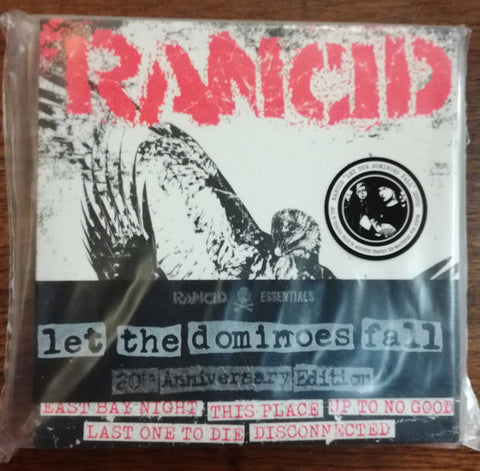 RANCID
RANCID ESSENTIALS
let the dominoes fall
20th Anniversary Edition
EAST BAY NIGHT THIS PLACE UP TO NO GOOD
LAST ONE TO DIE DISCONNECTED